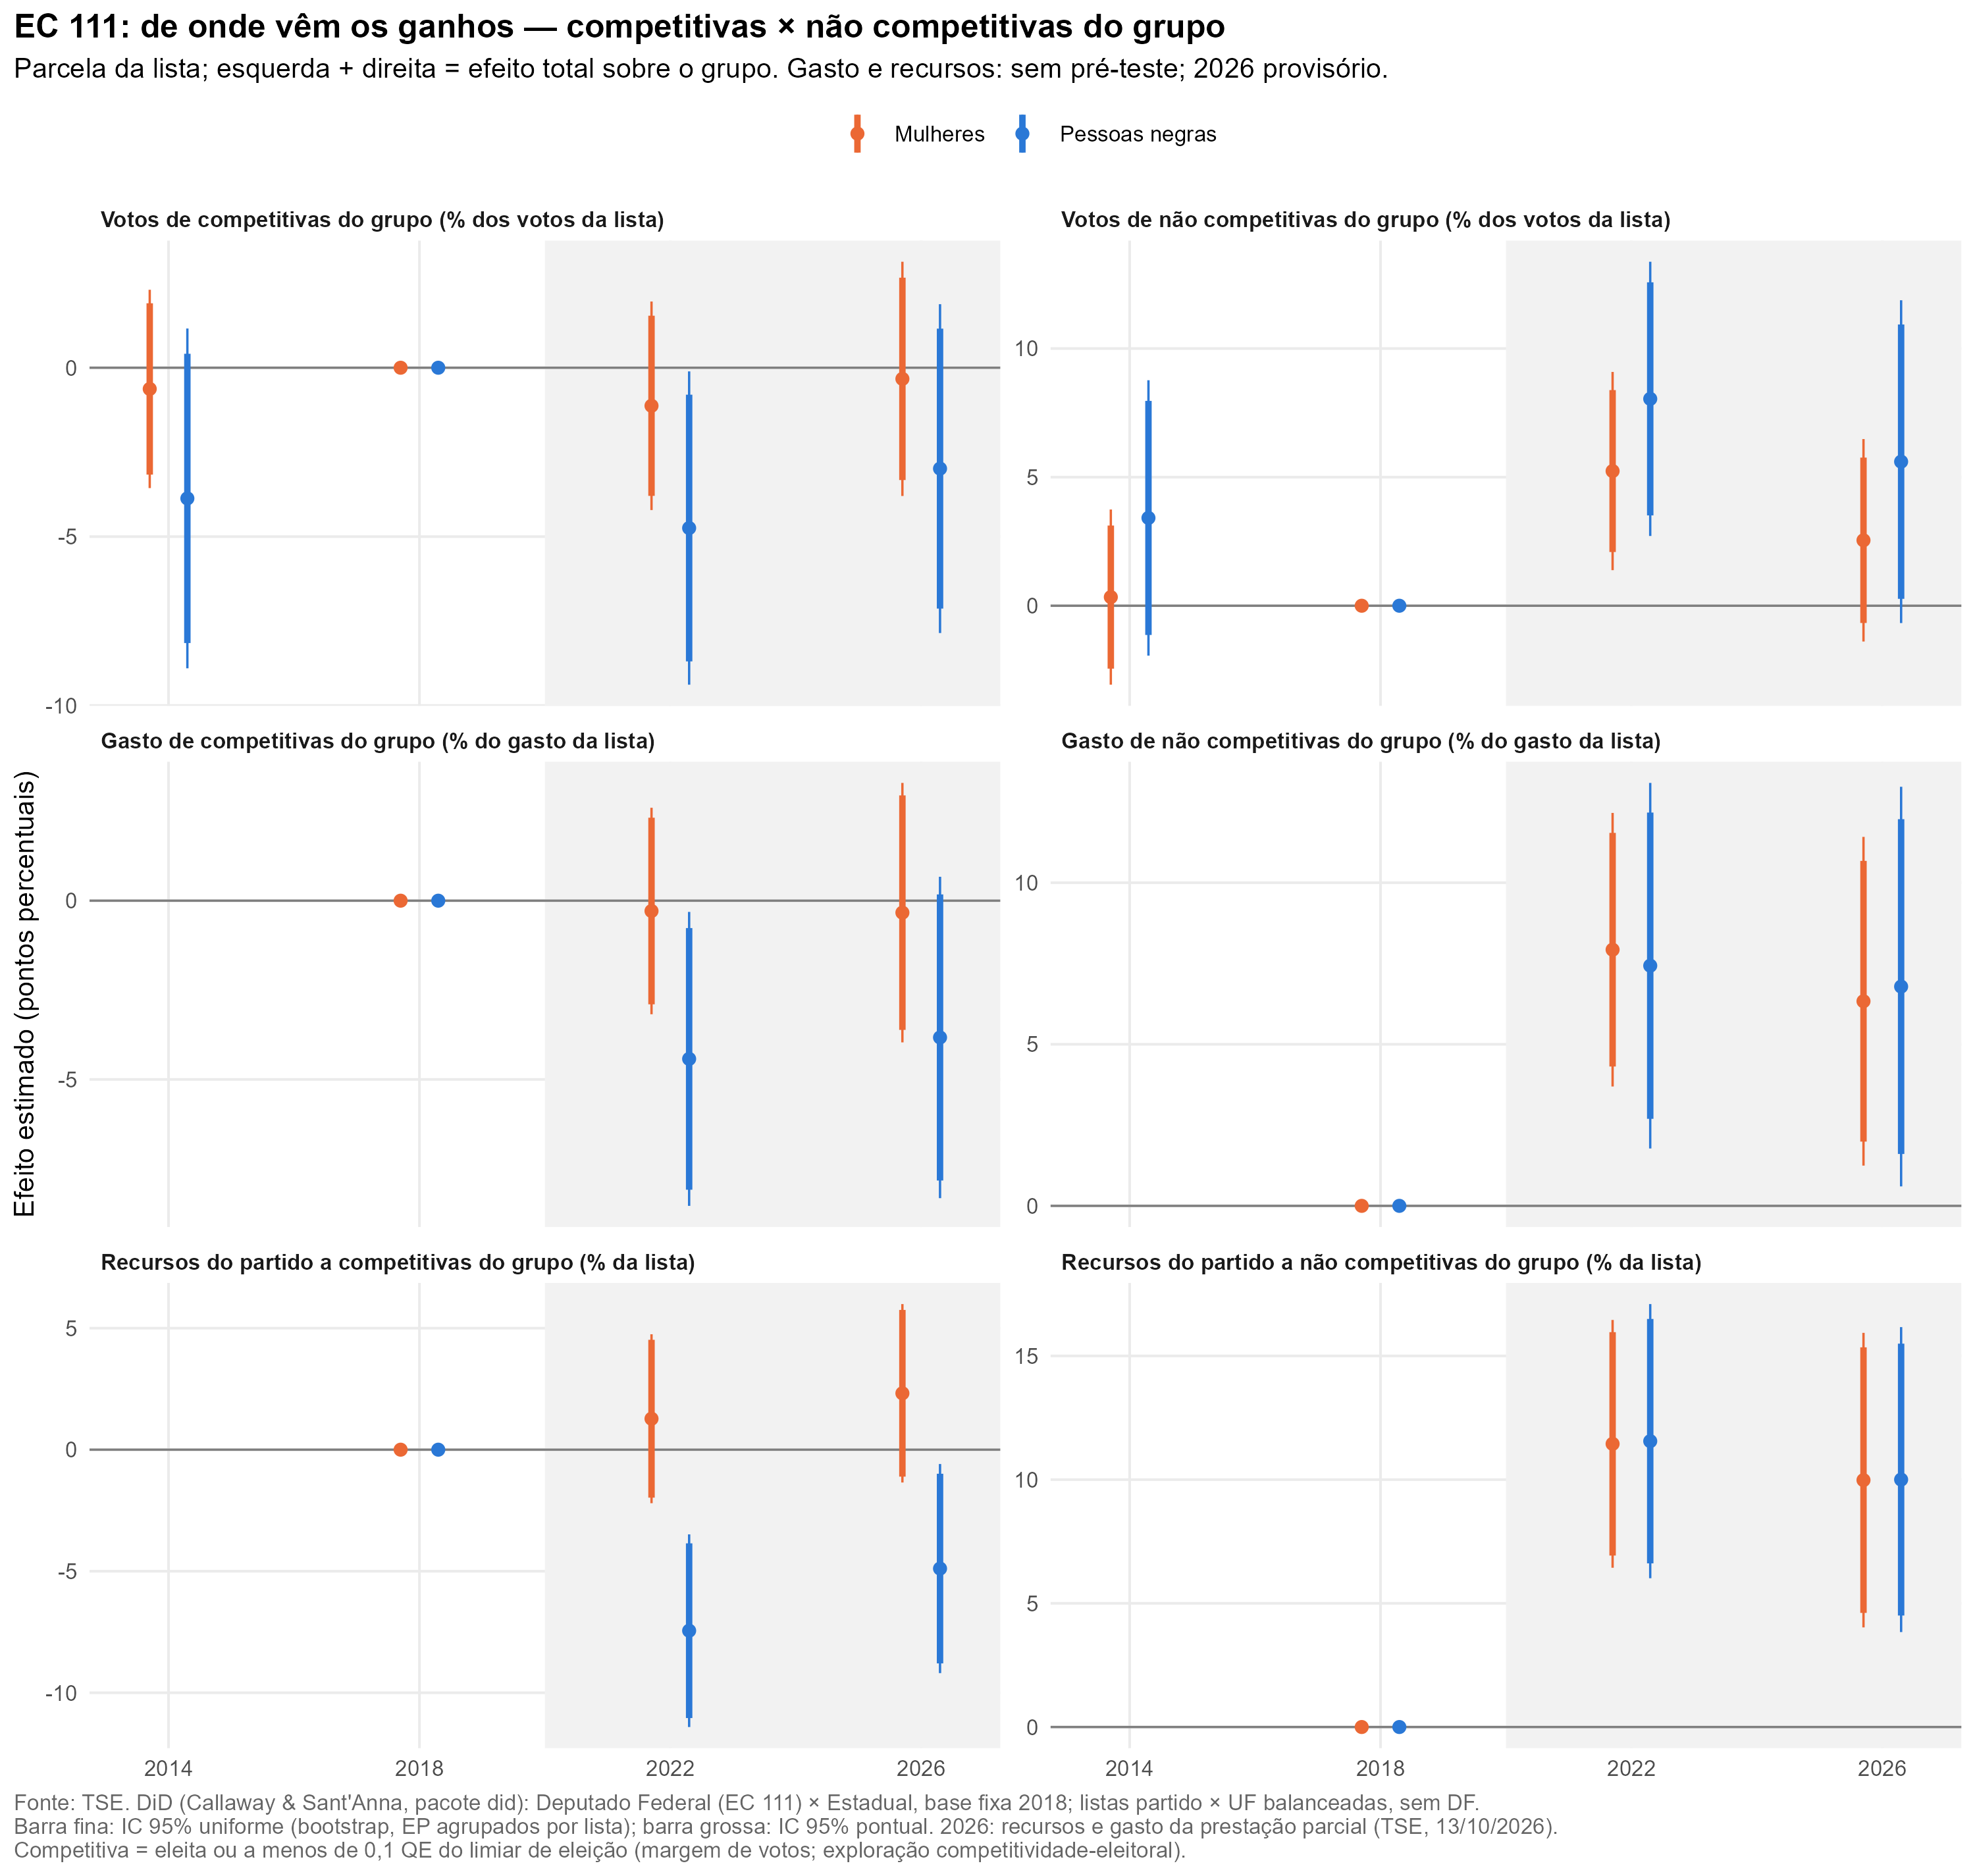 EC 111: de onde vêm os ganhos — competitivas × não competitivas do grupo
Parcela da lista; esquerda + direita = efeito total sobre o grupo. Gasto e recursos: sem pré-teste; 2026 provisório.
Mulheres
Pessoas negras
Votos de competitivas do grupo (% dos votos da lista)
Votos de não competitivas do grupo (% dos votos da lista)
0
-5
-10
10
5
0
Gasto de competitivas do grupo (% do gasto da lista)
Gasto de não competitivas do grupo (% do gasto da lista)
Efeito estimado (pontos percentuais)
0
-5
10
5
0
Recursos do partido a competitivas do grupo (% da lista)
Recursos do partido a não competitivas do grupo (% da lista)
5
0
-5
-10
15
10
5
0
2014
2018
2022
2026
2014
2018
2022
2026
Fonte: TSE. DiD (Callaway & Sant'Anna, pacote did): Deputado Federal (EC 111) × Estadual, base fixa 2018; listas partido × UF balanceadas, sem DF.
Barra fina: IC 95% uniforme (bootstrap, EP agrupados por lista); barra grossa: IC 95% pontual. 2026: recursos e gasto da prestação parcial (TSE, 13/10/2026).
Competitiva = eleita ou a menos de 0,1 QE do limiar de eleição (margem de votos; exploração competitividade-eleitoral).